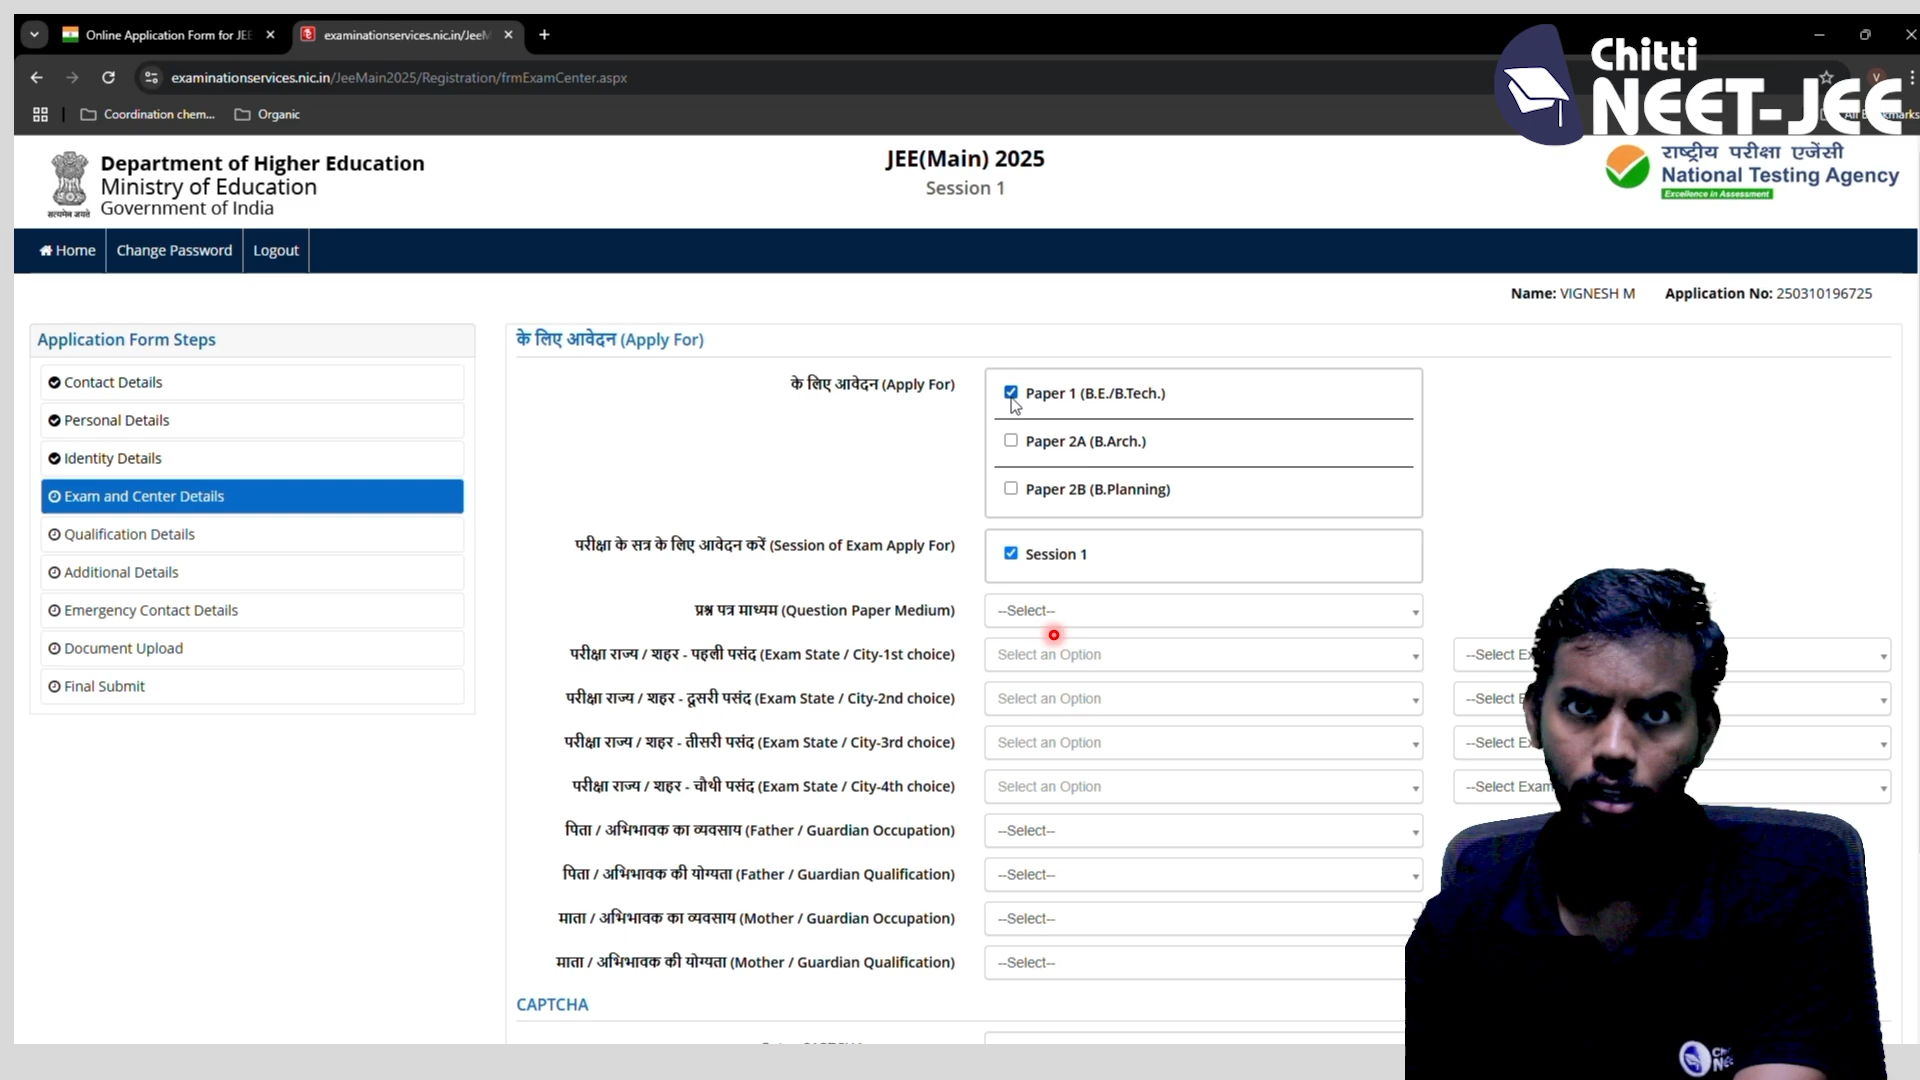 Online Application Form for JEE
examinationservices.nic.in/JeeM
Chitti
NEET-JEE
examinationservices.nic.in/JeeMain2025/Registration/frmExamCenter.aspx
V
Coordination chem...
Organic
Department of Higher Education
Ministry of Education
Government of India
सत्यमेव जयते
JEE(Main) 2025
Session 1
राष्ट्रीय परीक्षा एजेंसी
National Testing Agency
Excellence in Assessment
Home
Change Password
Logout
Name: VIGNESH M
Application No: 250310196725
Application Form Steps
Contact Details
Personal Details
Identity Details
Exam and Center Details
Qualification Details
Additional Details
Emergency Contact Details
Document Upload
Final Submit
के लिए आवेदन (Apply For)
के लिए आवेदन (Apply For)
Paper 1 (B.E./B.Tech.)
Paper 2A (B.Arch.)
Paper 2B (B.Planning)
परीक्षा के सत्र के लिए आवेदन करें (Session of Exam Apply For)
Session 1
प्रश्न पत्र माध्यम (Question Paper Medium)
--Select--
परीक्षा राज्य / शहर - पहली पसंद (Exam State / City-1st choice)
Select an Option
--Select Ex
परीक्षा राज्य / शहर - दूसरी पसंद (Exam State / City-2nd choice)
Select an Option
--Select E
परीक्षा राज्य / शहर - तीसरी पसंद (Exam State / City-3rd choice)
Select an Option
--Select Ex
परीक्षा राज्य / शहर - चौथी पसंद (Exam State / City-4th choice)
Select an Option
--Select Exam
पिता / अभिभावक का व्यवसाय (Father / Guardian Occupation)
--Select--
पिता / अभिभावक की योग्यता (Father / Guardian Qualification)
--Select--
माता / अभिभावक का व्यवसाय (Mother / Guardian Occupation)
--Select--
माता / अभिभावक की योग्यता (Mother / Guardian Qualification)
--Select--
CAPTCHA